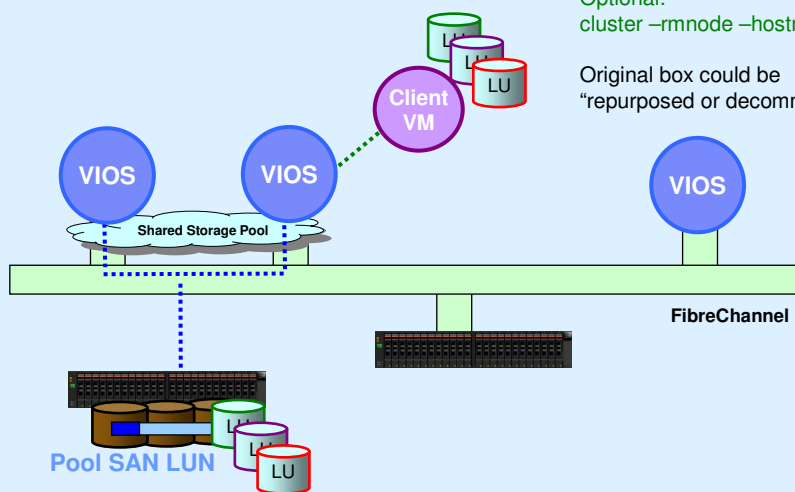 Optional:
cluster –rmnode –hostn
Original box could be
“repurposed or decomm
LU
LU
LU
Client
VM
VIOS
VIOS
VIOS
Shared Storage Pool
FibreChannel
LU
LU
LU
Pool SAN LUN